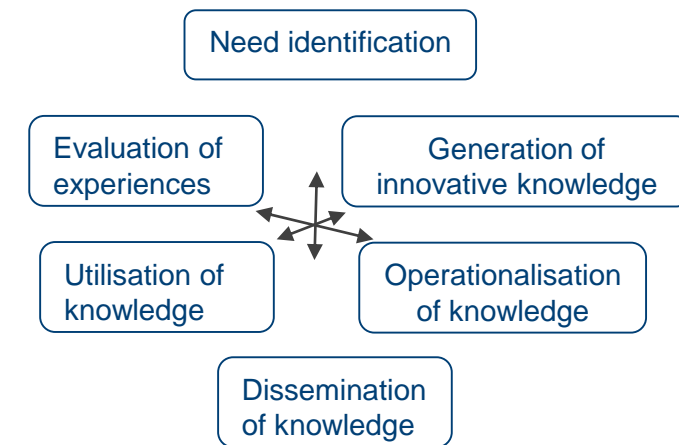 Need identification
Evaluation of
experiences
Generation of
innovative knowledge
Utilisation of
knowledge
Operationalisation
of knowledge
Dissemination
of knowledge